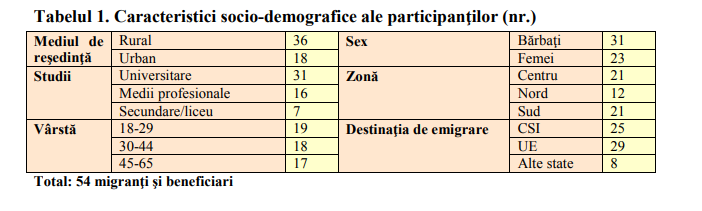 Tabelul 1. Caracteristici socio-demografice ale participanţilor (nr.)
Mediul de reşedinţă Rural 36 Sex Bărbaţi 31
Urban 18 Femei 23
Studii Universitare 31 Zonă Centru 21
Medii profesionale 16 Nord 12
Secundare/liceu 7 Sud 21
Vârstă 18-29 19 Destinaţia de emigrare CSI 25
30-44 18 UE 29
45-65 17 Alte state 8
Total: 54 migranţi şi beneficiari